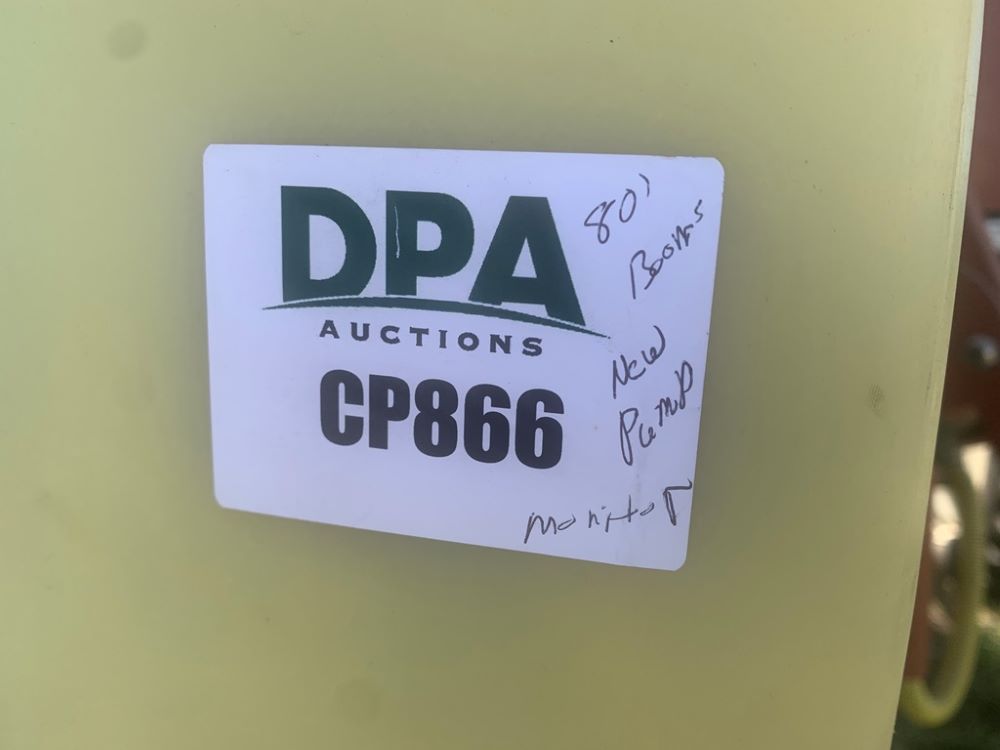 DPA
AUCTIONS
CP866
80'
Booms
New
Pump
Monitor